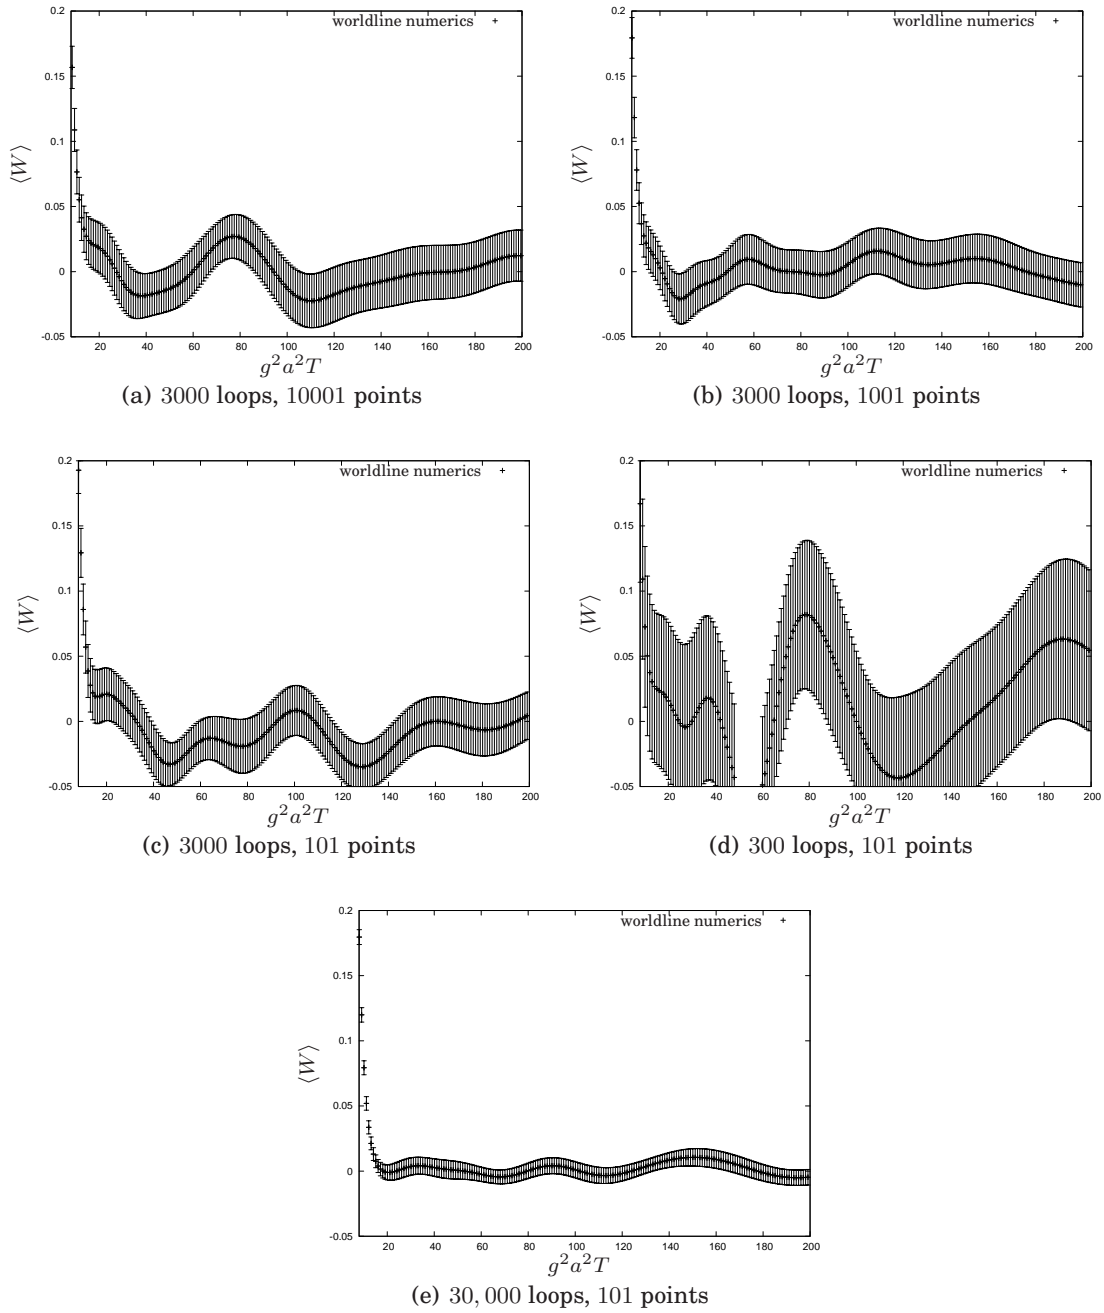 0.2
0.15
0.1
0.05
0
-0.05
⟨W⟩
worldline numerics
20 40 60 80 100 120 140 160 180 200
g²a²T
(a) 3000 loops, 10001 points
0.2
0.15
0.1
0.05
0
-0.05
⟨W⟩
worldline numerics
20 40 60 80 100 120 140 160 180 200
g²a²T
(b) 3000 loops, 1001 points
0.2
0.15
0.1
0.05
0
-0.05
⟨W⟩
worldline numerics
20 40 60 80 100 120 140 160 180 200
g²a²T
(c) 3000 loops, 101 points
0.2
0.15
0.1
0.05
0
-0.05
⟨W⟩
worldline numerics
20 40 60 80 100 120 140 160 180 200
g²a²T
(d) 300 loops, 101 points
0.2
0.15
0.1
0.05
0
-0.05
⟨W⟩
worldline numerics
20 40 60 80 100 120 140 160 180 200
g²a²T
(e) 30, 000 loops, 101 points